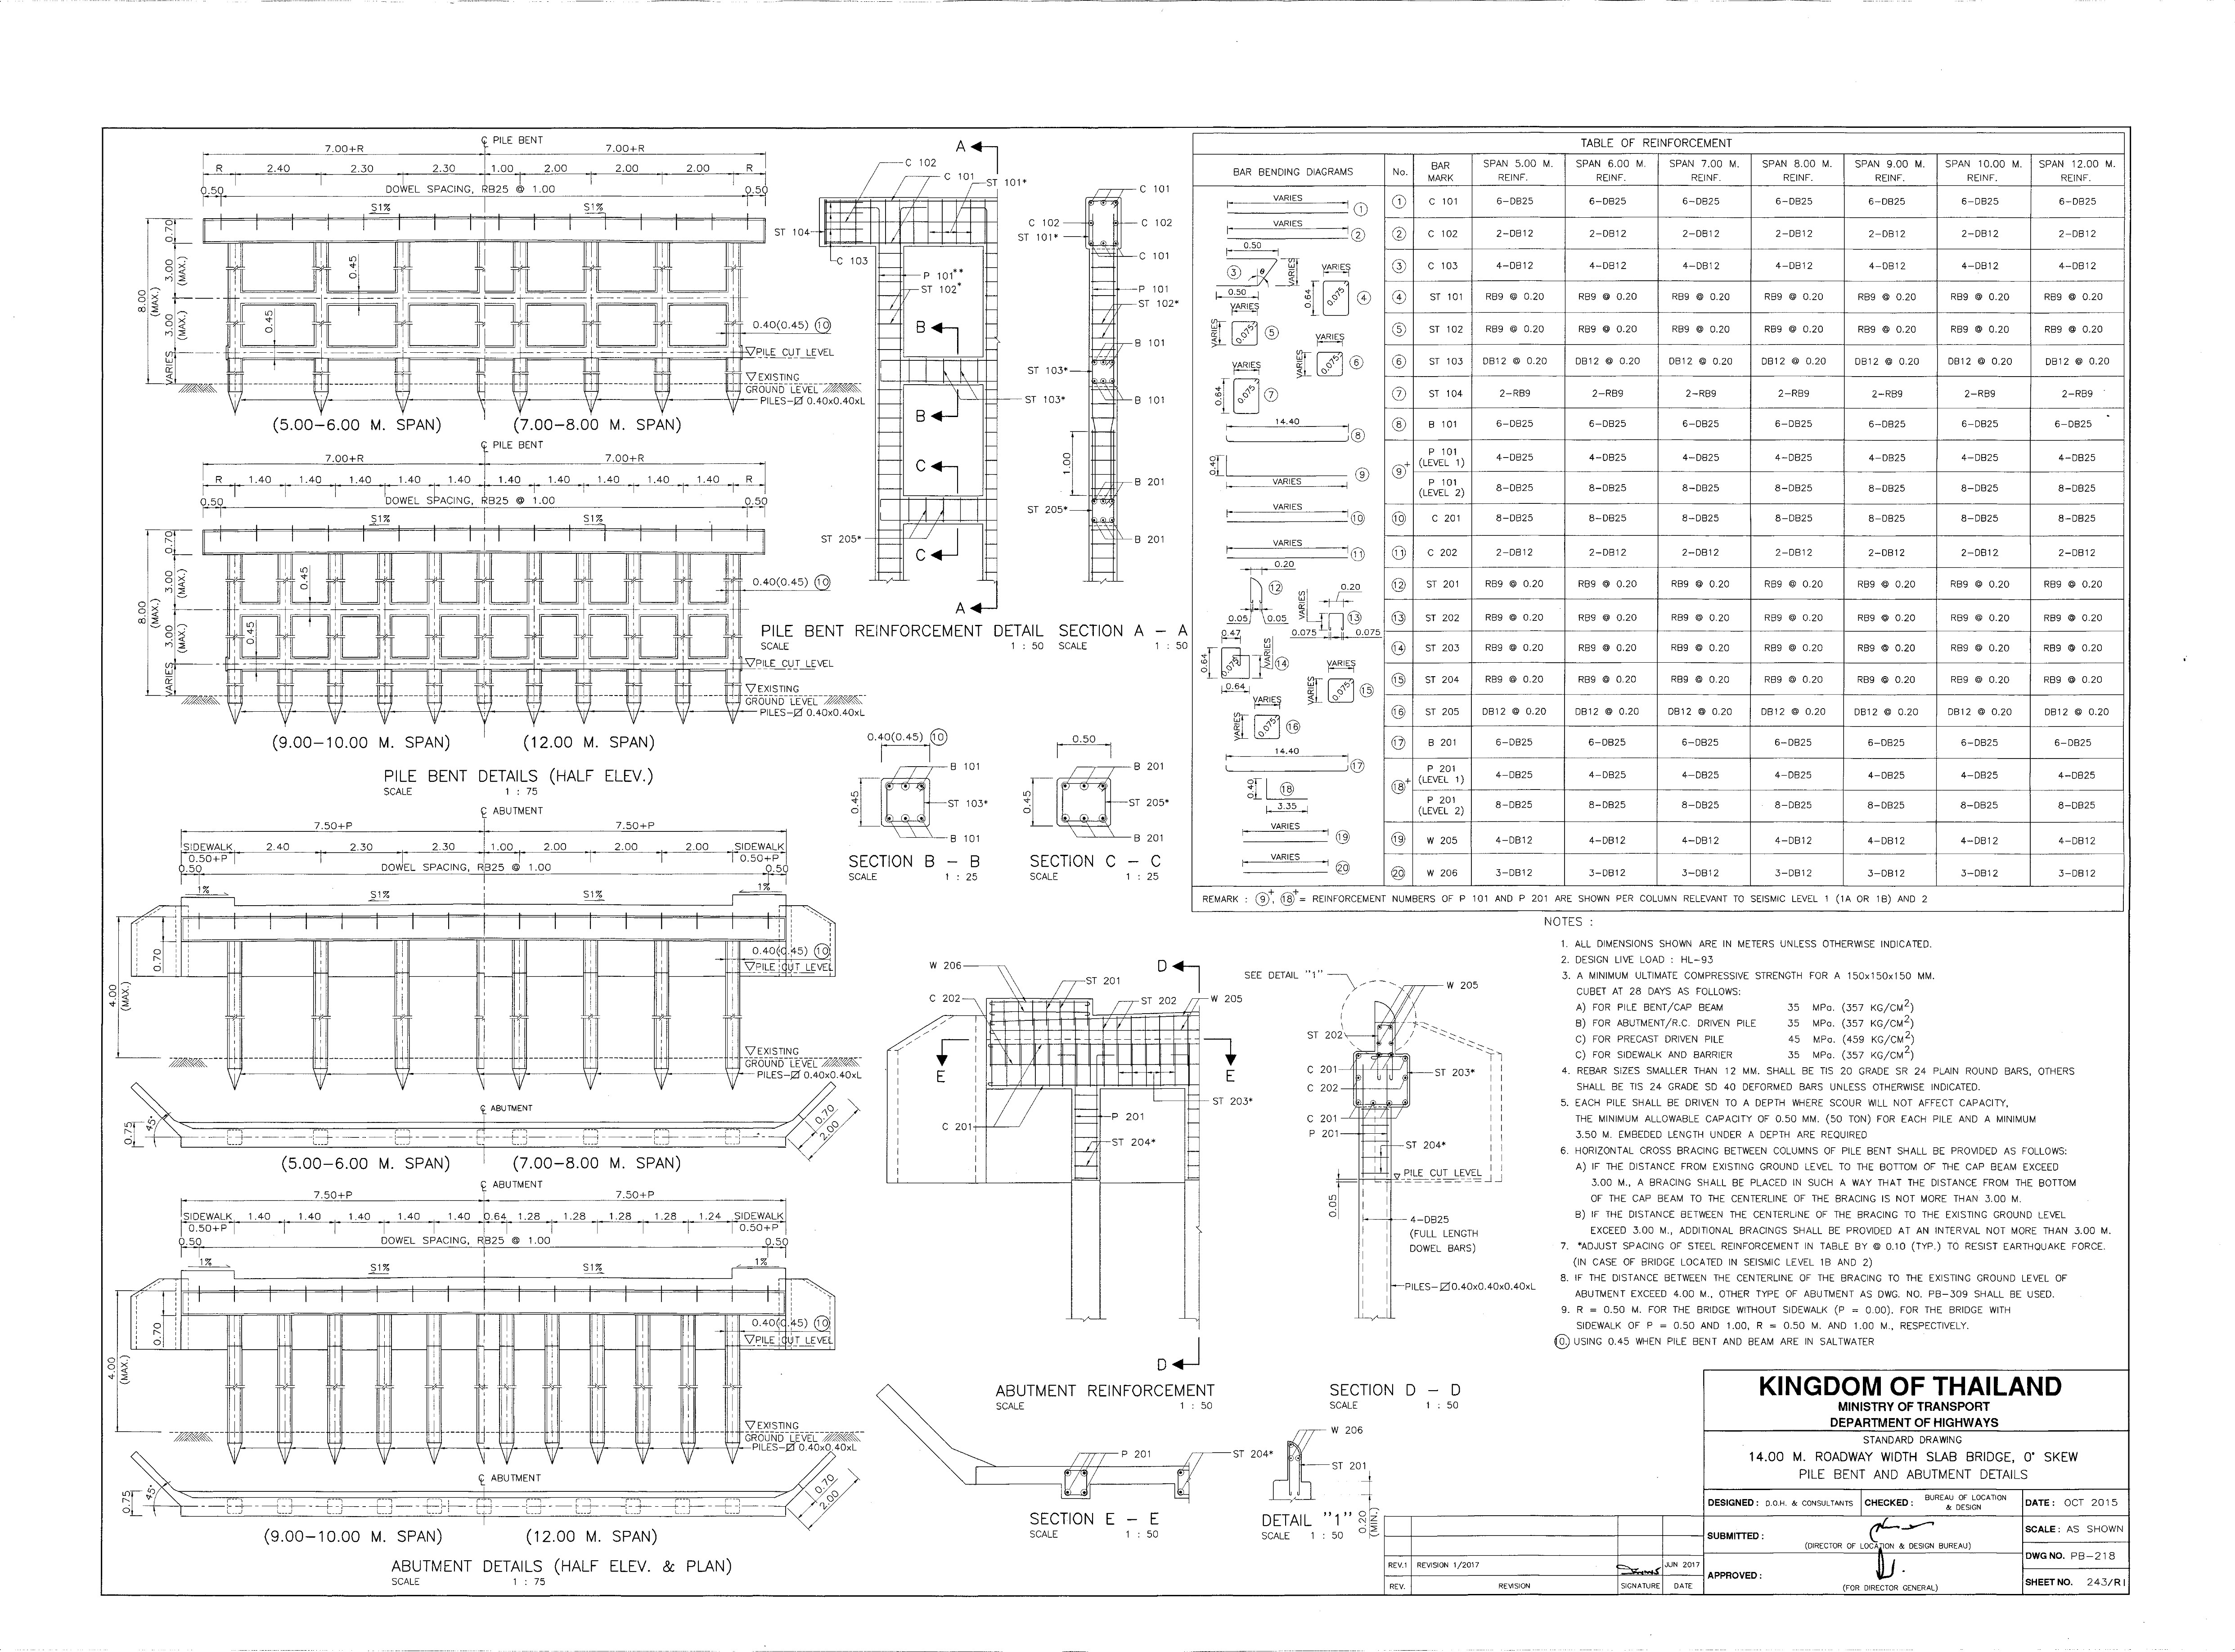 ℄ PILE BENT
7.00+R 7.00+R
R 2.40 2.30 2.30 1.00 2.00 2.00 2.00 R
0.50 DOWEL SPACING, RB25 @ 1.00 0.50
S1% S1%
0.70
3.00 (MAX.)
3.00 (MAX.)
8.00 (MAX.)
VARIES
0.45
0.45
0.40(0.45) 10
PILE CUT LEVEL
EXISTING
GROUND LEVEL
PILES-⍁ 0.40x0.40xL
(5.00-6.00 M. SPAN) (7.00-8.00 M. SPAN)
℄ PILE BENT
7.00+R 7.00+R
R 1.40 1.40 1.40 1.40 1.40 1.40 1.40 1.40 1.40 1.40 R
0.50 DOWEL SPACING, RB25 @ 1.00 0.50
S1% S1%
0.70
3.00 (MAX.)
3.00 (MAX.)
8.00 (MAX.)
VARIES
0.45
0.45
0.40(0.45) 10
PILE CUT LEVEL
EXISTING
GROUND LEVEL
PILES-⍁ 0.40x0.40xL
(9.00-10.00 M. SPAN) (12.00 M. SPAN)
PILE BENT DETAILS (HALF ELEV.)
SCALE 1 : 75
℄ ABUTMENT
7.50+P 7.50+P
SIDEWALK 2.40 2.30 2.30 1.00 2.00 2.00 2.00 SIDEWALK
0.50+P 0.50+P
0.50 DOWEL SPACING, RB25 @ 1.00 0.50
1% S1% S1% 1%
0.70
4.00 (MAX.)
0.40(0.45) 10
PILE CUT LEVEL
EXISTING
GROUND LEVEL
PILES-⍁ 0.40x0.40xL
℄ ABUTMENT
0.75 45° 0.70 2.00
(5.00-6.00 M. SPAN) (7.00-8.00 M. SPAN)
℄ ABUTMENT
7.50+P 7.50+P
SIDEWALK 1.40 1.40 1.40 1.40 1.40 0.64 1.28 1.28 1.28 1.28 1.24 SIDEWALK
0.50+P 0.50+P
0.50 DOWEL SPACING, RB25 @ 1.00 0.50
1% S1% S1% 1%
0.70
4.00 (MAX.)
0.40(0.45) 10
PILE CUT LEVEL
EXISTING
GROUND LEVEL
PILES-⍁ 0.40x0.40xL
℄ ABUTMENT
0.75 45° 0.70 2.00
(9.00-10.00 M. SPAN) (12.00 M. SPAN)
ABUTMENT DETAILS (HALF ELEV. & PLAN)
SCALE 1 : 75
A
C 102
C 101
ST 101*
ST 104
C 103
P 101**
ST 102*
B
B
C
C
ST 103*
ST 205*
A
C 101
C 102 C 102
ST 101*
C 101
P 101
ST 102*
B 101
ST 103*
B 101
1.00
B 201
ST 205*
B 201
PILE BENT REINFORCEMENT DETAIL
SCALE 1 : 50
SECTION A - A
SCALE 1 : 50
0.40(0.45) 10
B 101
0.45
ST 103*
B 101
SECTION B - B
SCALE 1 : 25
0.50
B 201
0.45
ST 205*
B 201
SECTION C - C
SCALE 1 : 25
W 206
C 202
ST 201
ST 202
W 205
D
E E
ST 203*
P 201
C 201
ST 204*
D
ABUTMENT REINFORCEMENT
SCALE 1 : 50
SEE DETAIL "1"
W 205
ST 202
C 201
C 202
ST 203*
C 201
P 201
ST 204*
PILE CUT LEVEL
0.05
4-DB25
(FULL LENGTH
DOWEL BARS)
PILES-⍁0.40x0.40x0.40xL
SECTION D - D
SCALE 1 : 50
P 201
ST 204*
SECTION E - E
SCALE 1 : 50
W 206
ST 201
0.20 (MIN.)
DETAIL "1"
SCALE 1 : 50
TABLE OF REINFORCEMENT
BAR BENDING DIAGRAMS
VARIES 1
VARIES 2
0.50 3 θ VARIES 0.50
VARIES 0.64 0.075 4
VARIES VARIES 0.075 5
VARIES VARIES 0.075 6
VARIES 0.64 0.075 7
14.40 8
0.40 VARIES 9
VARIES 10
VARIES 11
0.20 12 0.05 0.05
0.20 VARIES 13 0.075 0.075
0.47 0.64 0.075 VARIES 14 0.64
VARIES VARIES 0.075 15
VARIES VARIES 0.075 16
14.40 17
0.40 18 3.35
VARIES 19
VARIES 20
No. BAR MARK SPAN 5.00 M. REINF. SPAN 6.00 M. REINF. SPAN 7.00 M. REINF. SPAN 8.00 M. REINF. SPAN 9.00 M. REINF. SPAN 10.00 M. REINF. SPAN 12.00 M. REINF.
1 C 101 6-DB25 6-DB25 6-DB25 6-DB25 6-DB25 6-DB25 6-DB25
2 C 102 2-DB12 2-DB12 2-DB12 2-DB12 2-DB12 2-DB12 2-DB12
3 C 103 4-DB12 4-DB12 4-DB12 4-DB12 4-DB12 4-DB12 4-DB12
4 ST 101 RB9 @ 0.20 RB9 @ 0.20 RB9 @ 0.20 RB9 @ 0.20 RB9 @ 0.20 RB9 @ 0.20 RB9 @ 0.20
5 ST 102 RB9 @ 0.20 RB9 @ 0.20 RB9 @ 0.20 RB9 @ 0.20 RB9 @ 0.20 RB9 @ 0.20 RB9 @ 0.20
6 ST 103 DB12 @ 0.20 DB12 @ 0.20 DB12 @ 0.20 DB12 @ 0.20 DB12 @ 0.20 DB12 @ 0.20 DB12 @ 0.20
7 ST 104 2-RB9 2-RB9 2-RB9 2-RB9 2-RB9 2-RB9 2-RB9
8 B 101 6-DB25 6-DB25 6-DB25 6-DB25 6-DB25 6-DB25 6-DB25
9+ P 101 (LEVEL 1) 4-DB25 4-DB25 4-DB25 4-DB25 4-DB25 4-DB25 4-DB25
P 101 (LEVEL 2) 8-DB25 8-DB25 8-DB25 8-DB25 8-DB25 8-DB25 8-DB25
10 C 201 8-DB25 8-DB25 8-DB25 8-DB25 8-DB25 8-DB25 8-DB25
11 C 202 2-DB12 2-DB12 2-DB12 2-DB12 2-DB12 2-DB12 2-DB12
12 ST 201 RB9 @ 0.20 RB9 @ 0.20 RB9 @ 0.20 RB9 @ 0.20 RB9 @ 0.20 RB9 @ 0.20 RB9 @ 0.20
13 ST 202 RB9 @ 0.20 RB9 @ 0.20 RB9 @ 0.20 RB9 @ 0.20 RB9 @ 0.20 RB9 @ 0.20 RB9 @ 0.20
14 ST 203 RB9 @ 0.20 RB9 @ 0.20 RB9 @ 0.20 RB9 @ 0.20 RB9 @ 0.20 RB9 @ 0.20 RB9 @ 0.20
15 ST 204 RB9 @ 0.20 RB9 @ 0.20 RB9 @ 0.20 RB9 @ 0.20 RB9 @ 0.20 RB9 @ 0.20 RB9 @ 0.20
16 ST 205 DB12 @ 0.20 DB12 @ 0.20 DB12 @ 0.20 DB12 @ 0.20 DB12 @ 0.20 DB12 @ 0.20 DB12 @ 0.20
17 B 201 6-DB25 6-DB25 6-DB25 6-DB25 6-DB25 6-DB25 6-DB25
18+ P 201 (LEVEL 1) 4-DB25 4-DB25 4-DB25 4-DB25 4-DB25 4-DB25 4-DB25
P 201 (LEVEL 2) 8-DB25 8-DB25 8-DB25 8-DB25 8-DB25 8-DB25 8-DB25
19 W 205 4-DB12 4-DB12 4-DB12 4-DB12 4-DB12 4-DB12 4-DB12
20 W 206 3-DB12 3-DB12 3-DB12 3-DB12 3-DB12 3-DB12 3-DB12
REMARK : 9+, 18+ = REINFORCEMENT NUMBERS OF P 101 AND P 201 ARE SHOWN PER COLUMN RELEVANT TO SEISMIC LEVEL 1 (1A OR 1B) AND 2
NOTES :
1. ALL DIMENSIONS SHOWN ARE IN METERS UNLESS OTHERWISE INDICATED.
2. DESIGN LIVE LOAD : HL-93
3. A MINIMUM ULTIMATE COMPRESSIVE STRENGTH FOR A 150x150x150 MM.
CUBET AT 28 DAYS AS FOLLOWS:
A) FOR PILE BENT/CAP BEAM 35 MPa. (357 KG/CM2)
B) FOR ABUTMENT/R.C. DRIVEN PILE 35 MPa. (357 KG/CM2)
C) FOR PRECAST DRIVEN PILE 45 MPa. (459 KG/CM2)
C) FOR SIDEWALK AND BARRIER 35 MPa. (357 KG/CM2)
4. REBAR SIZES SMALLER THAN 12 MM. SHALL BE TIS 20 GRADE SR 24 PLAIN ROUND BARS, OTHERS
SHALL BE TIS 24 GRADE SD 40 DEFORMED BARS UNLESS OTHERWISE INDICATED.
5. EACH PILE SHALL BE DRIVEN TO A DEPTH WHERE SCOUR WILL NOT AFFECT CAPACITY,
THE MINIMUM ALLOWABLE CAPACITY OF 0.50 MM. (50 TON) FOR EACH PILE AND A MINIMUM
3.50 M. EMBEDED LENGTH UNDER A DEPTH ARE REQUIRED
6. HORIZONTAL CROSS BRACING BETWEEN COLUMNS OF PILE BENT SHALL BE PROVIDED AS FOLLOWS:
A) IF THE DISTANCE FROM EXISTING GROUND LEVEL TO THE BOTTOM OF THE CAP BEAM EXCEED
3.00 M., A BRACING SHALL BE PLACED IN SUCH A WAY THAT THE DISTANCE FROM THE BOTTOM
OF THE CAP BEAM TO THE CENTERLINE OF THE BRACING IS NOT MORE THAN 3.00 M.
B) IF THE DISTANCE BETWEEN THE CENTERLINE OF THE BRACING TO THE EXISTING GROUND LEVEL
EXCEED 3.00 M., ADDITIONAL BRACINGS SHALL BE PROVIDED AT AN INTERVAL NOT MORE THAN 3.00 M.
7. *ADJUST SPACING OF STEEL REINFORCEMENT IN TABLE BY @ 0.10 (TYP.) TO RESIST EARTHQUAKE FORCE.
(IN CASE OF BRIDGE LOCATED IN SEISMIC LEVEL 1B AND 2)
8. IF THE DISTANCE BETWEEN THE CENTERLINE OF THE BRACING TO THE EXISTING GROUND LEVEL OF
ABUTMENT EXCEED 4.00 M., OTHER TYPE OF ABUTMENT AS DWG. NO. PB-309 SHALL BE USED.
9. R = 0.50 M. FOR THE BRIDGE WITHOUT SIDEWALK (P = 0.00). FOR THE BRIDGE WITH
SIDEWALK OF P = 0.50 AND 1.00, R = 0.50 M. AND 1.00 M., RESPECTIVELY.
10. USING 0.45 WHEN PILE BENT AND BEAM ARE IN SALTWATER
KINGDOM OF THAILAND
MINISTRY OF TRANSPORT
DEPARTMENT OF HIGHWAYS
STANDARD DRAWING
14.00 M. ROADWAY WIDTH SLAB BRIDGE, 0° SKEW
PILE BENT AND ABUTMENT DETAILS
DESIGNED : D.O.H. & CONSULTANTS CHECKED : BUREAU OF LOCATION & DESIGN DATE : OCT 2015
SUBMITTED : (DIRECTOR OF LOCATION & DESIGN BUREAU) SCALE : AS SHOWN
DWG NO. PB-218
APPROVED : (FOR DIRECTOR GENERAL) SHEET NO. 243/R1
REV.1 REVISION 1/2017 JUN 2017
REV. REVISION SIGNATURE DATE